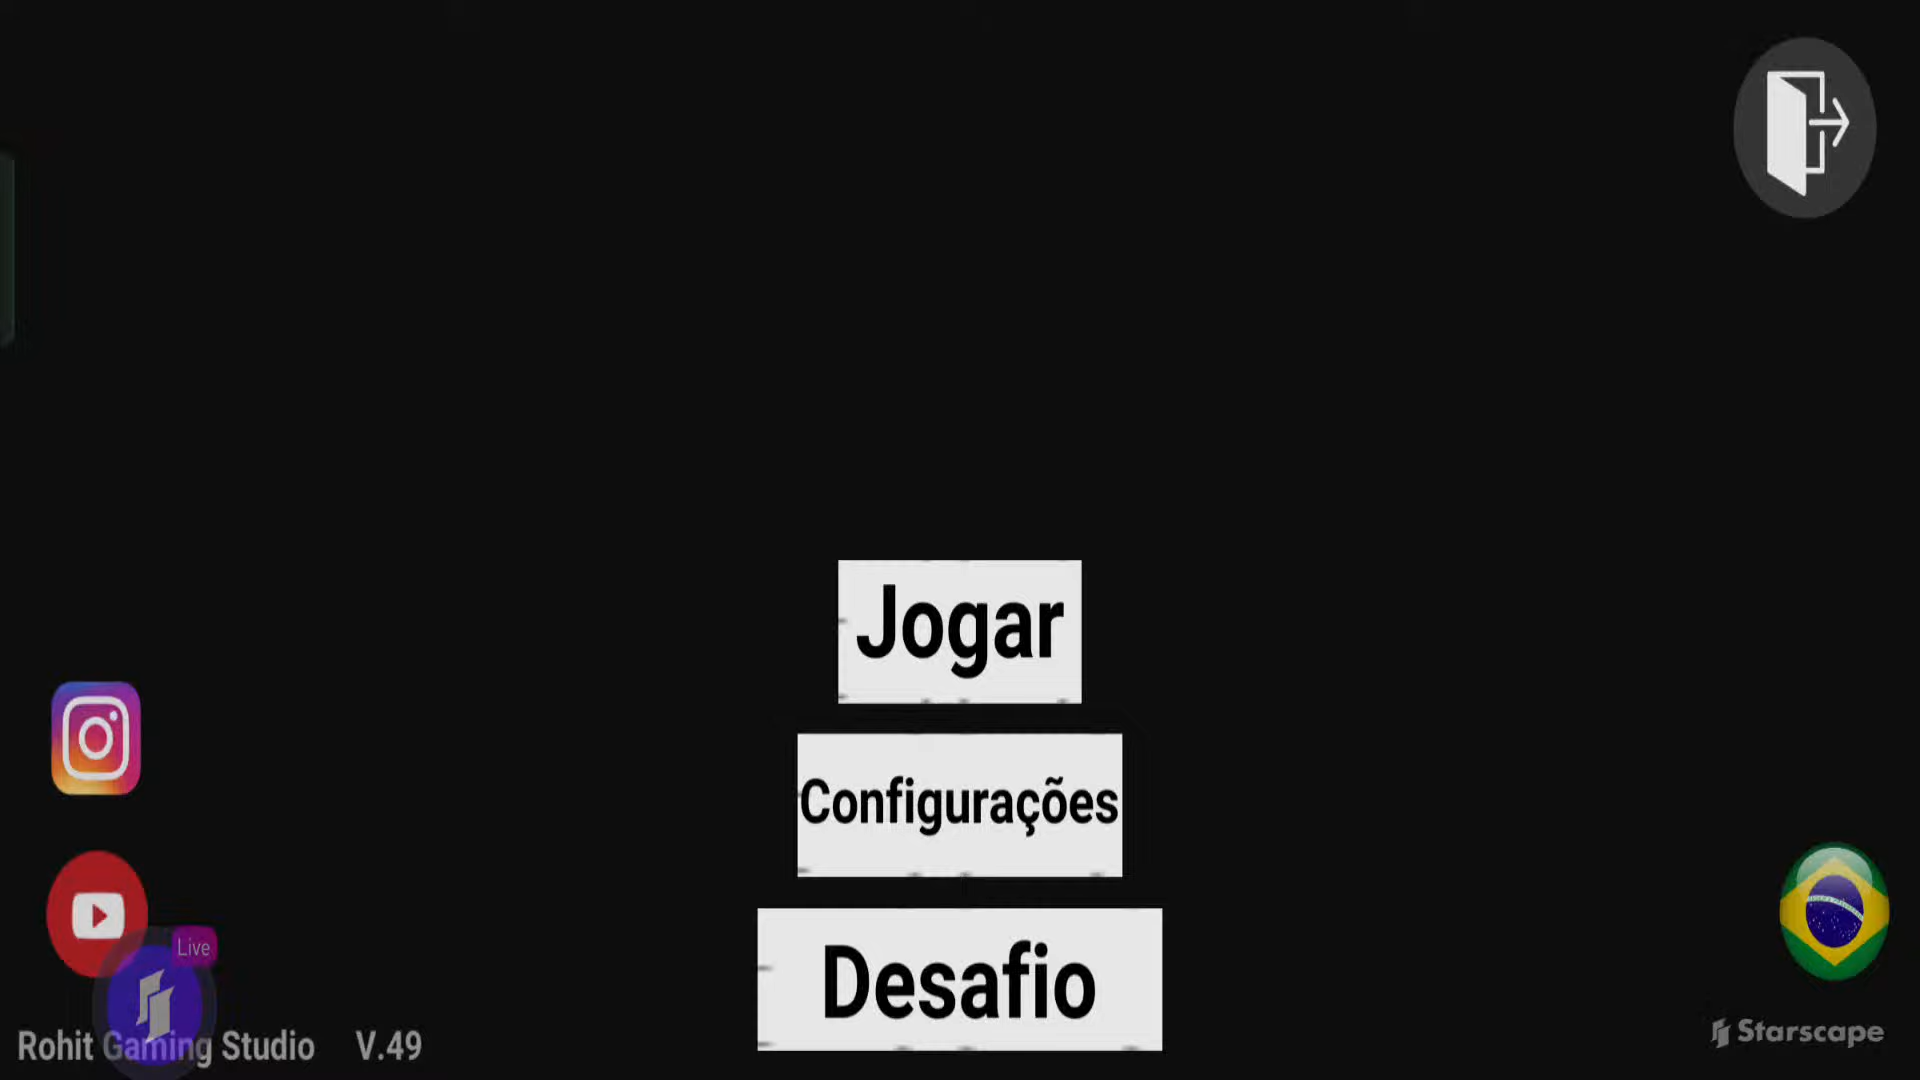 Jogar
Configurações
Desafio
Live
Rohit Gaming Studio V.49
Starscape